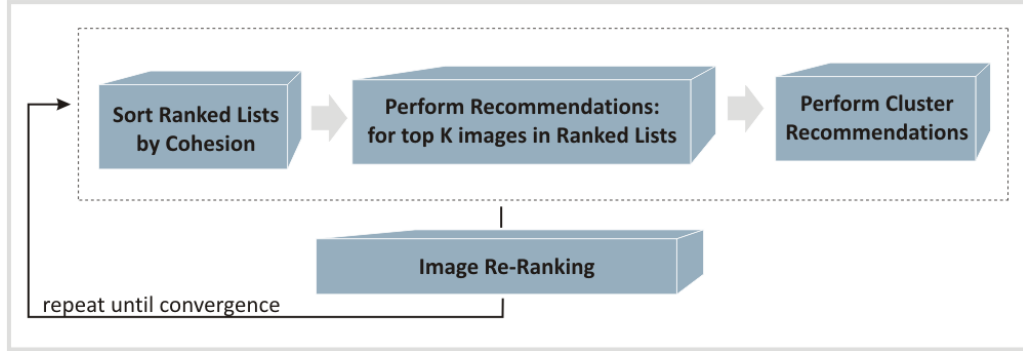 Sort Ranked Lists
by Cohesion
Perform Recommendations:
for top K images in Ranked Lists
Perform Cluster
Recommendations
Image Re-Ranking
repeat until convergence